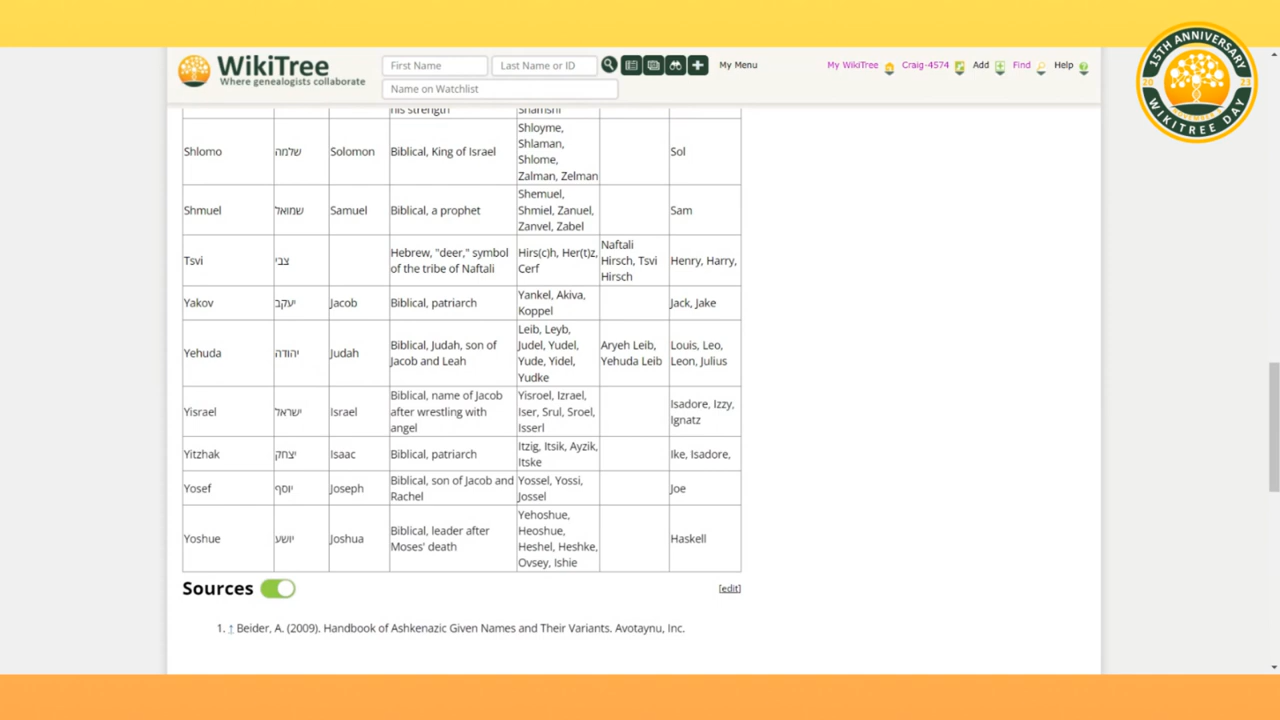 WikiTree
Where genealogists collaborate
First Name
Last Name or ID
My Menu
My WikiTree
Craig-4574
Add
Find
Help
Name on Watchlist
15TH ANNIVERSARY
20 23
NOVEMBER 5
WIKITREE DAY
his strength
Shamshi
Shlomo
שלמה
Solomon
Biblical, King of Israel
Shloyme,
Shlaman,
Shlome,
Zalman, Zelman
Sol
Shmuel
שמואל
Samuel
Biblical, a prophet
Shemuel,
Shmiel, Zanuel,
Zanvel, Zabel
Sam
Tsvi
צבי
Hebrew, "deer," symbol
of the tribe of Naftali
Hirs(c)h, Her(t)z,
Cerf
Naftali
Hirsch, Tsvi
Hirsch
Henry, Harry,
Yakov
יעקב
Jacob
Biblical, patriarch
Yankel, Akiva,
Koppel
Jack, Jake
Yehuda
יהודה
Judah
Biblical, Judah, son of
Jacob and Leah
Leib, Leyb,
Judel, Yudel,
Yude, Yidel,
Yudke
Aryeh Leib,
Yehuda Leib
Louis, Leo,
Leon, Julius
Yisrael
ישראל
Israel
Biblical, name of Jacob
after wrestling with
angel
Yisroel, Izrael,
Iser, Srul, Sroel,
Isserl
Isadore, Izzy,
Ignatz
Yitzhak
יצחק
Isaac
Biblical, patriarch
Itzig, Itsik, Ayzik,
Itske
Ike, Isadore,
Yosef
יוסף
Joseph
Biblical, son of Jacob and
Rachel
Yossel, Yossi,
Jossel
Joe
Yoshue
יושע
Joshua
Biblical, leader after
Moses' death
Yehoshue,
Heoshue,
Heshel, Heshke,
Ovsey, Ishie
Haskell
Sources
[edit]
1. ↑ Beider, A. (2009). Handbook of Ashkenazic Given Names and Their Variants. Avotaynu, Inc.